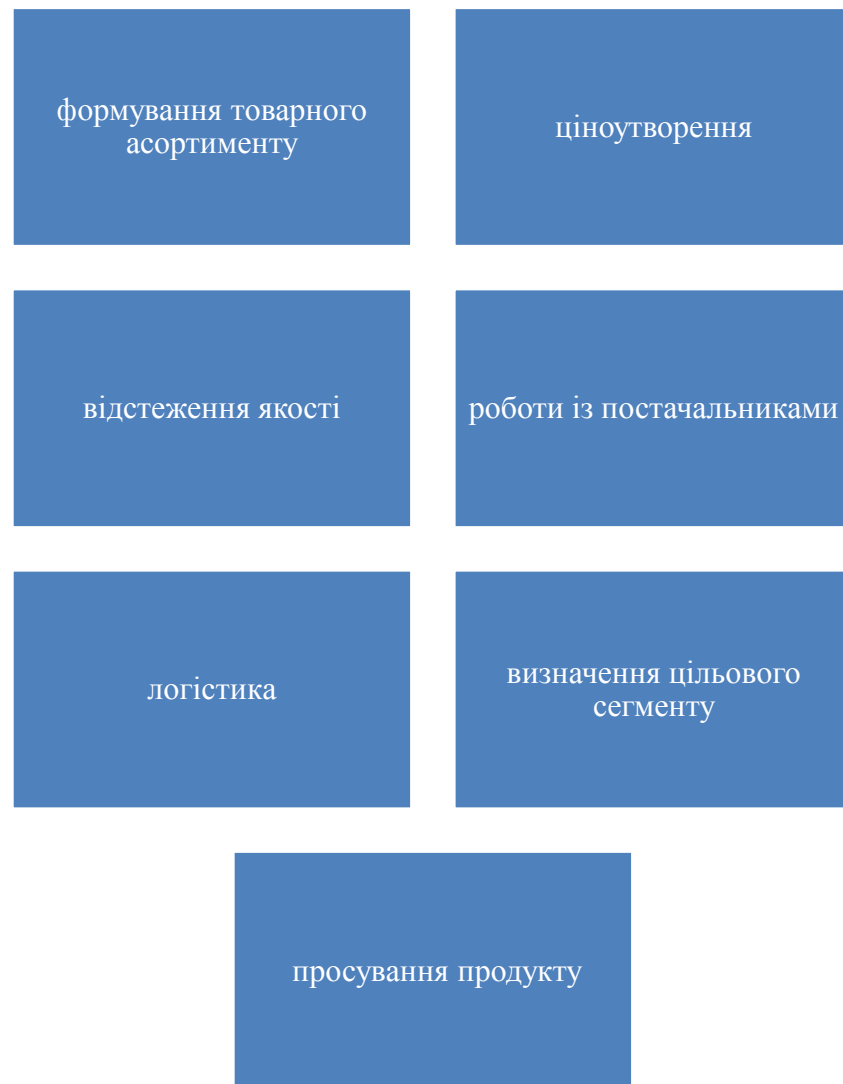 формування товарного
асортименту
ціноутворення
відстеження якості
роботи із постачальниками
логістика
визначення цільового
сегменту
просування продукту